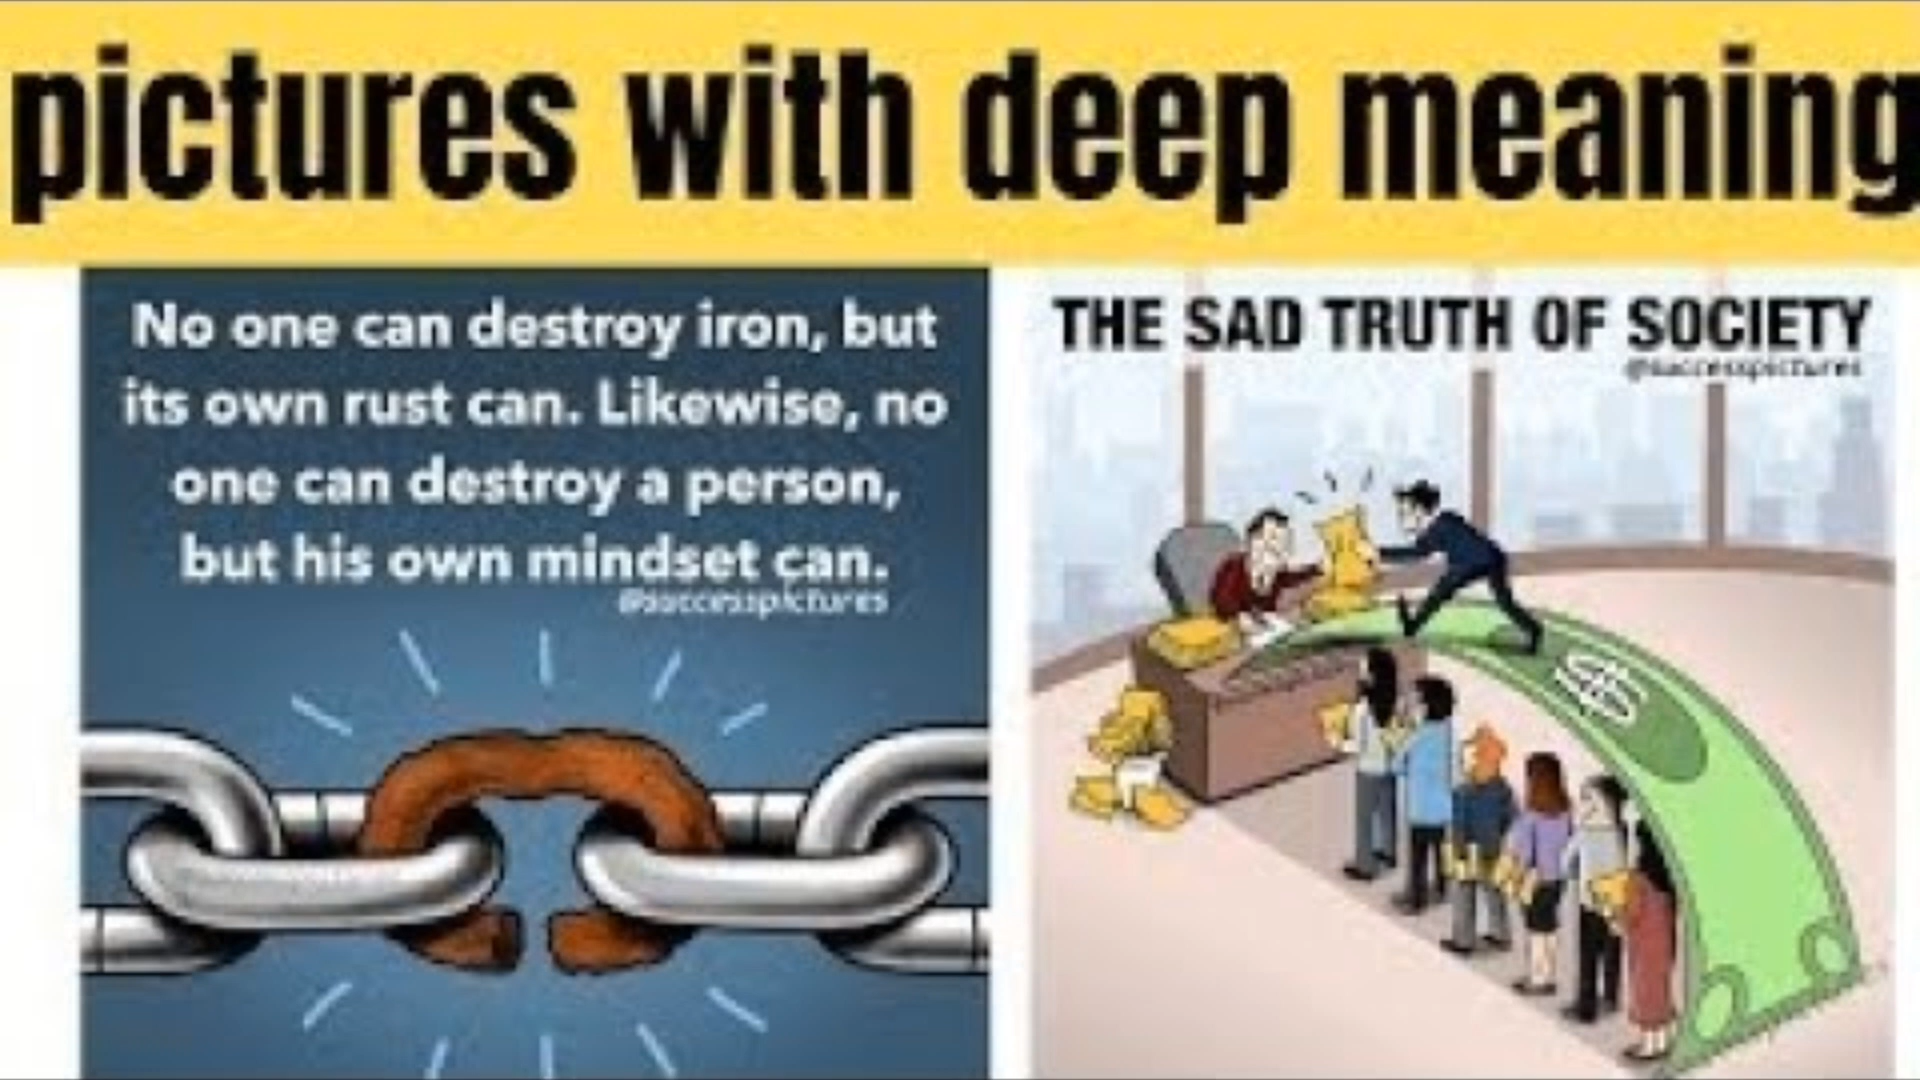 pictures with deep meaning
No one can destroy iron, but
its own rust can. Likewise, no
one can destroy a person,
but his own mindset can.
@successpictures
THE SAD TRUTH OF SOCIETY
@successpictures